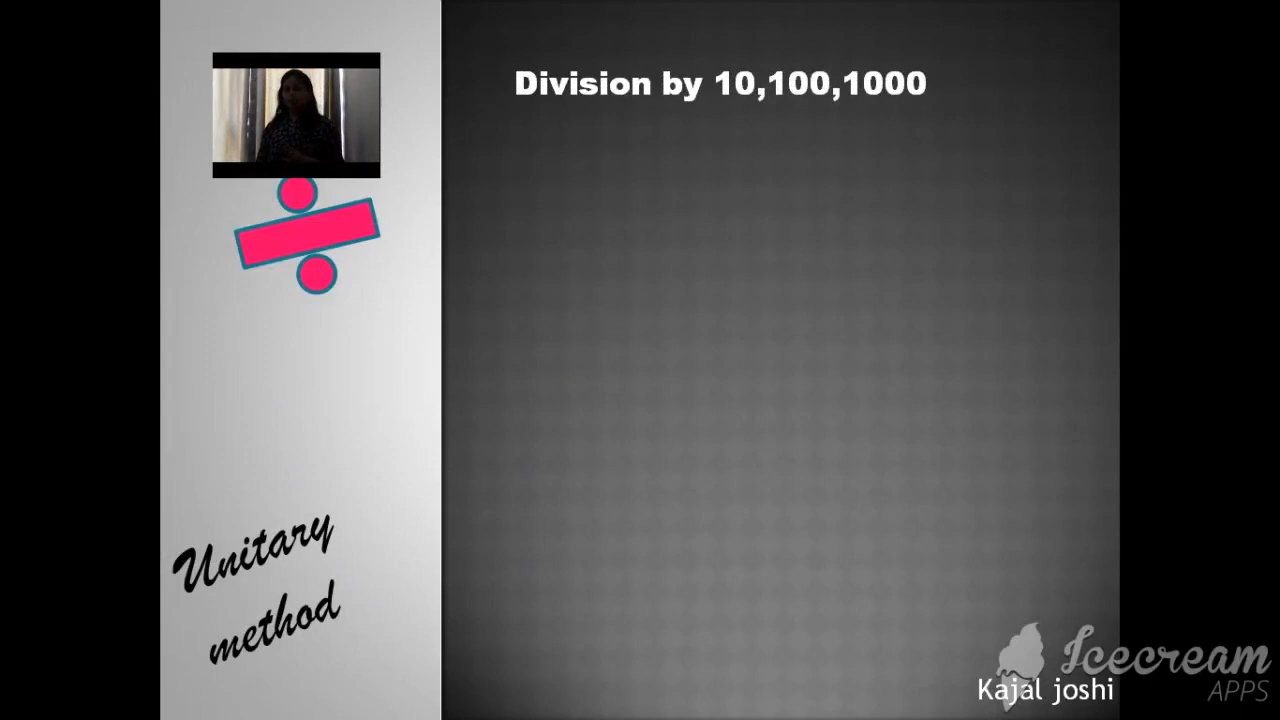 Division by 10,100,1000
Unitary
method
Icecream
APPS
Kajal joshi